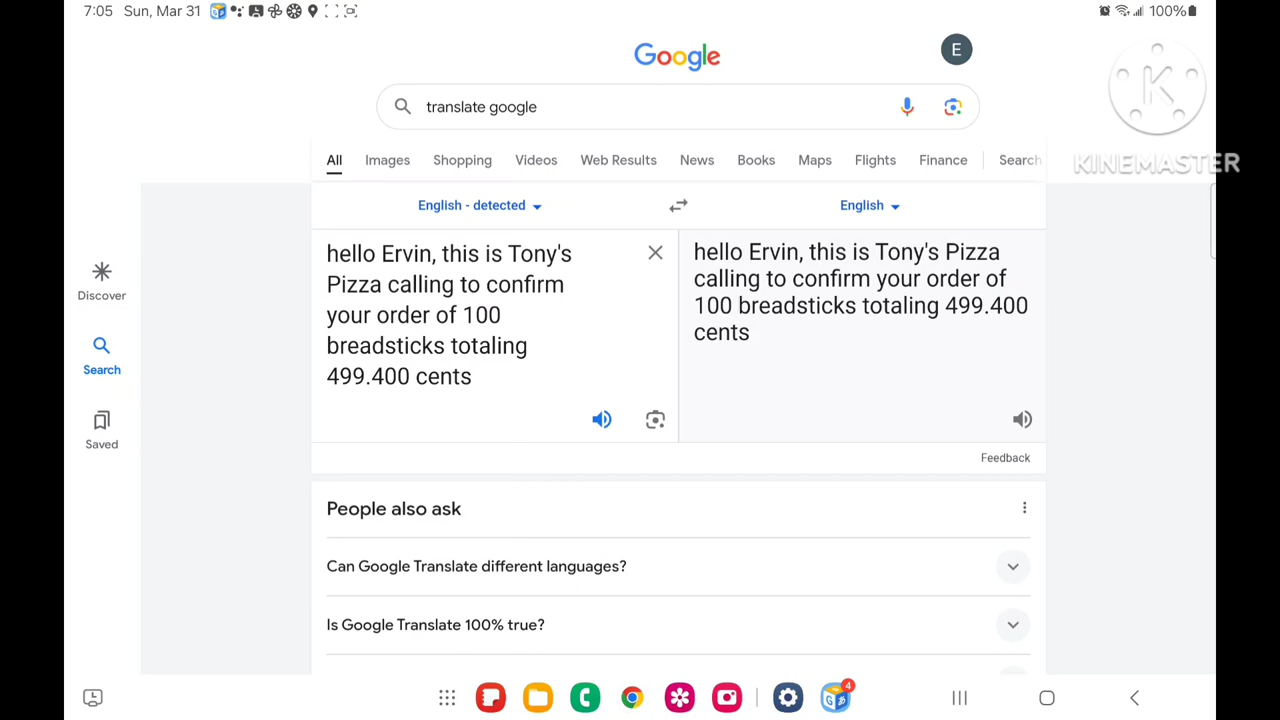 7:05 Sun, Mar 31
100%
Google
E
translate google
K
KINEMASTER
All Images Shopping Videos Web Results News Books Maps Flights Finance Search
English - detected
English
hello Ervin, this is Tony's
Pizza calling to confirm
your order of 100
breadsticks totaling
499.400 cents
hello Ervin, this is Tony's Pizza
calling to confirm your order of
100 breadsticks totaling 499.400
cents
Feedback
Discover
Search
Saved
People also ask
Can Google Translate different languages?
Is Google Translate 100% true?
4